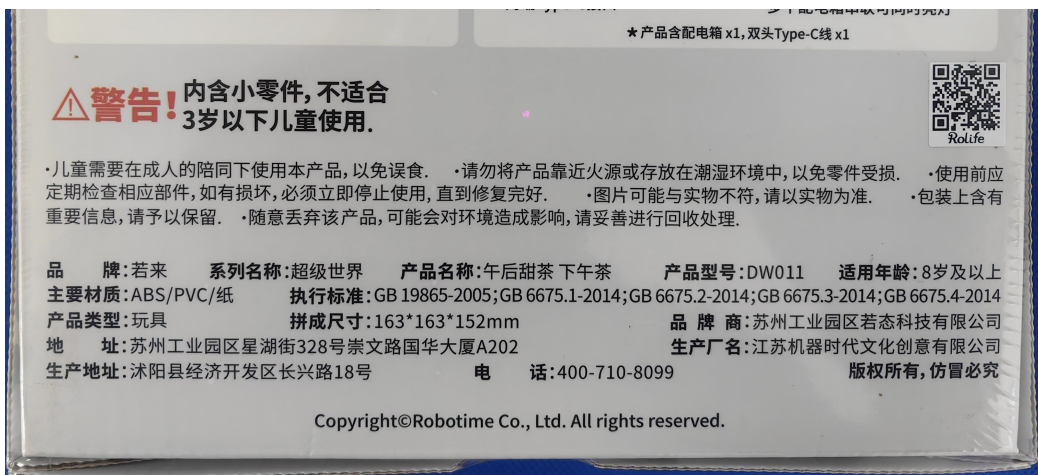 *产品含配电箱 x1,双头Type-C线 x1
警告! 内含小零件, 不适合
3岁以下儿童使用.
Rolife
·儿童需要在成人的陪同下使用本产品, 以免误食. ·请勿将产品靠近火源或存放在潮湿环境中, 以免零件受损. ·使用前应
定期检查相应部件, 如有损坏, 必须立即停止使用, 直到修复完好. ·图片可能与实物不符, 请以实物为准. ·包装上含有
重要信息, 请予以保留. ·随意丢弃该产品, 可能会对环境造成影响, 请妥善进行回收处理.
品 牌:若来 系列名称:超级世界 产品名称:午后甜茶 下午茶 产品型号:DW011 适用年龄:8岁及以上
主要材质:ABS/PVC/纸 执行标准:GB 19865-2005;GB 6675.1-2014;GB 6675.2-2014;GB 6675.3-2014;GB 6675.4-2014
产品类型:玩具 拼成尺寸:163*163*152mm 品 牌 商:苏州工业园区若态科技有限公司
地 址:苏州工业园区星湖街328号崇文路国华大厦A202 生产厂名:江苏机器时代文化创意有限公司
生产地址:沭阳县经济开发区长兴路18号 电 话:400-710-8099 版权所有, 仿冒必究
Copyright©Robotime Co., Ltd. All rights reserved.